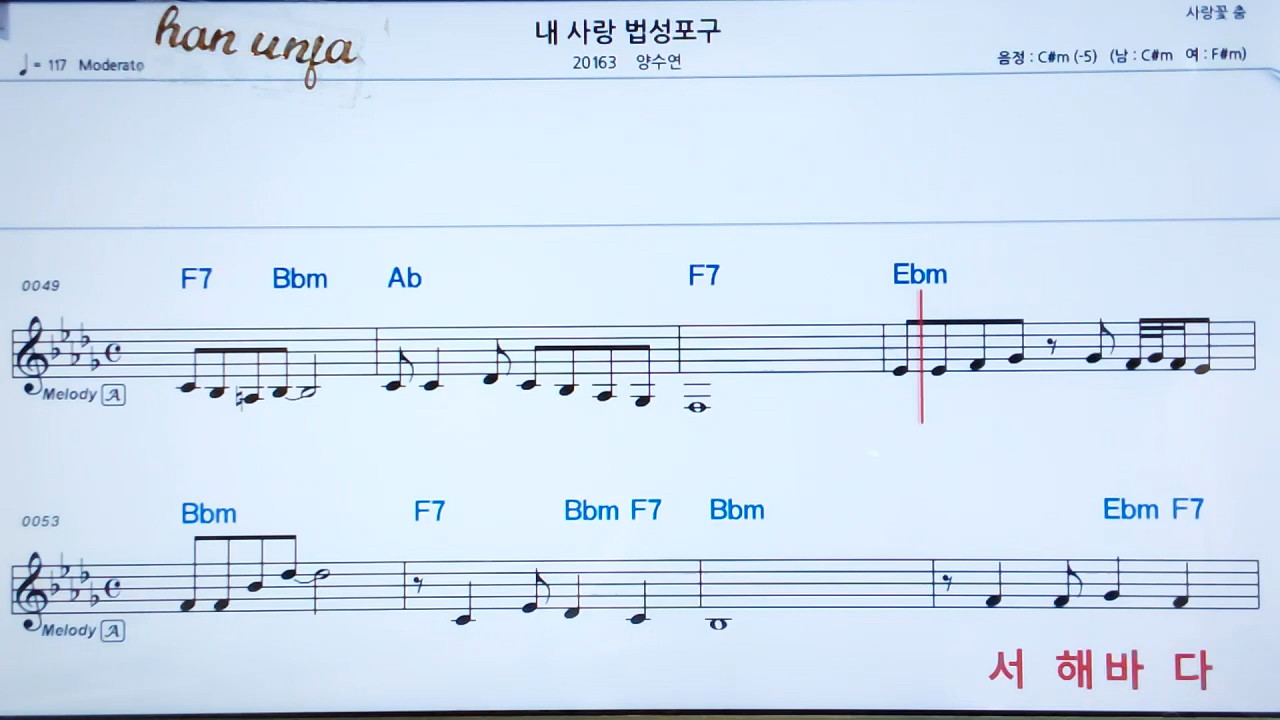 han unja
내 사랑 법성포구
사랑꽃 춤
♩= 117 Moderato
20163 양수연
음정 : C#m (-5) (남 : C#m 여 : F#m)
0049
F7 Bbm Ab F7 Ebm
Melody A
0053
Bbm F7 Bbm F7 Bbm Ebm F7
Melody A
서 해바 다